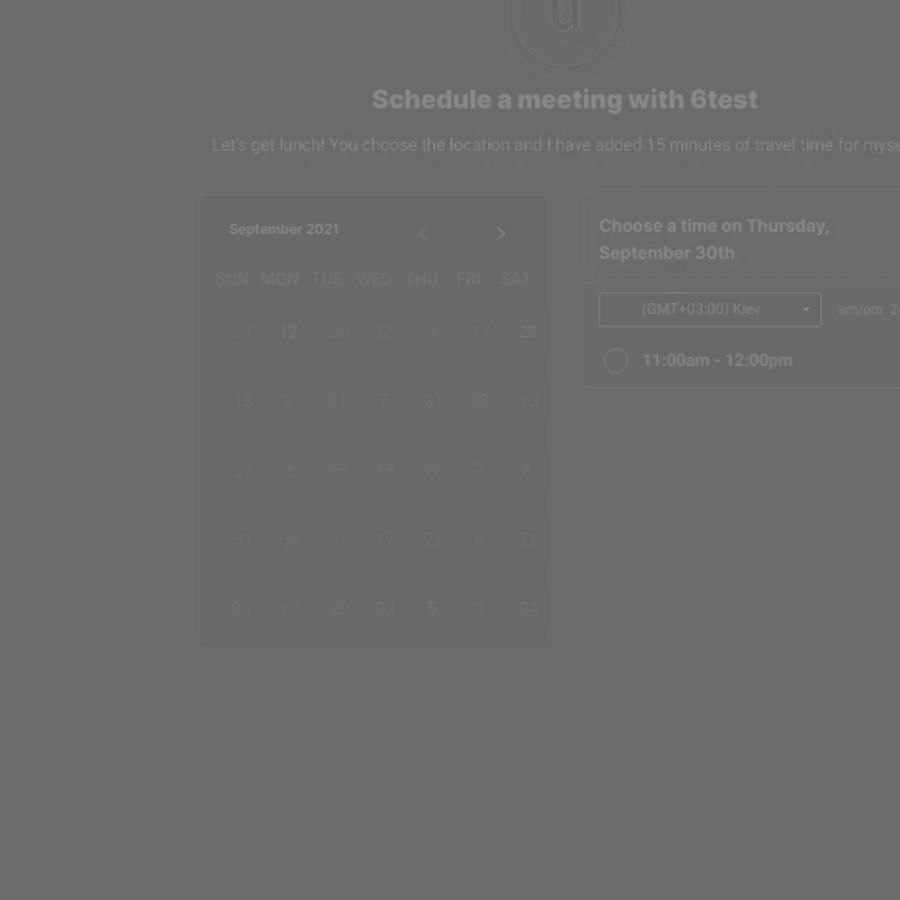 Schedule a meeting with 6test
Let's get lunch! You choose the location and I have added 15 minutes of travel time for
September 2021
SUN MON TUE WED THU FRI SAT
27 12 20 22 9 17 28
18 2 21 7 31 23 13
27 6 25 18 26 7 8
31 30 1 17 21 8 21
23 17 20 23 5 3 24
Choose a time on Thursday,
September 30th
(GMT+03:00) Kiev
am/pm
11:00am - 12:00pm